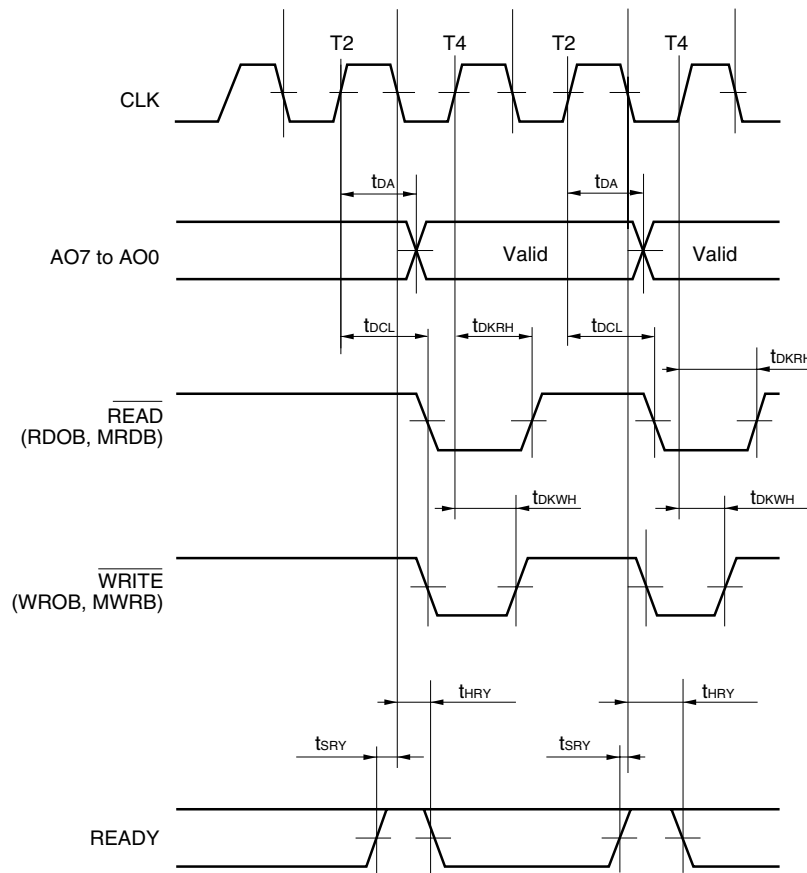 T2 T4 T2 T4
CLK
tDA tDA
AO7 to AO0 Valid Valid
tDCL tDKRH tDCL tDKRH
READ
(RDOB, MRDB)
tDKWH tDKWH
WRITE
(WROB, MWRB)
tHRY tHRY
tSRY tSRY
READY